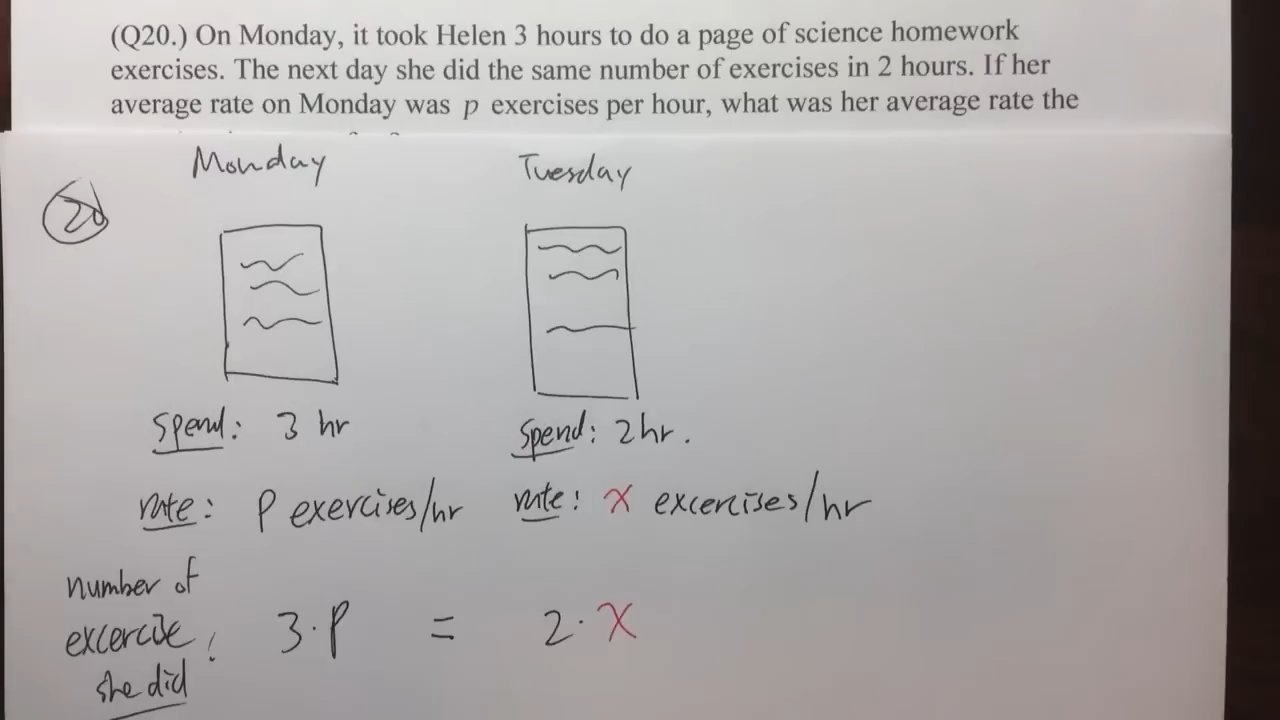 (Q20.) On Monday, it took Helen 3 hours to do a page of science homework
exercises. The next day she did the same number of exercises in 2 hours. If her
average rate on Monday was p exercises per hour, what was her average rate the
Monday Tuesday
20
Spend: 3 hr Spend: 2hr.
rate: P exercises/hr rate: x excercises/hr
number of
excercise: 3·P = 2·x
she did